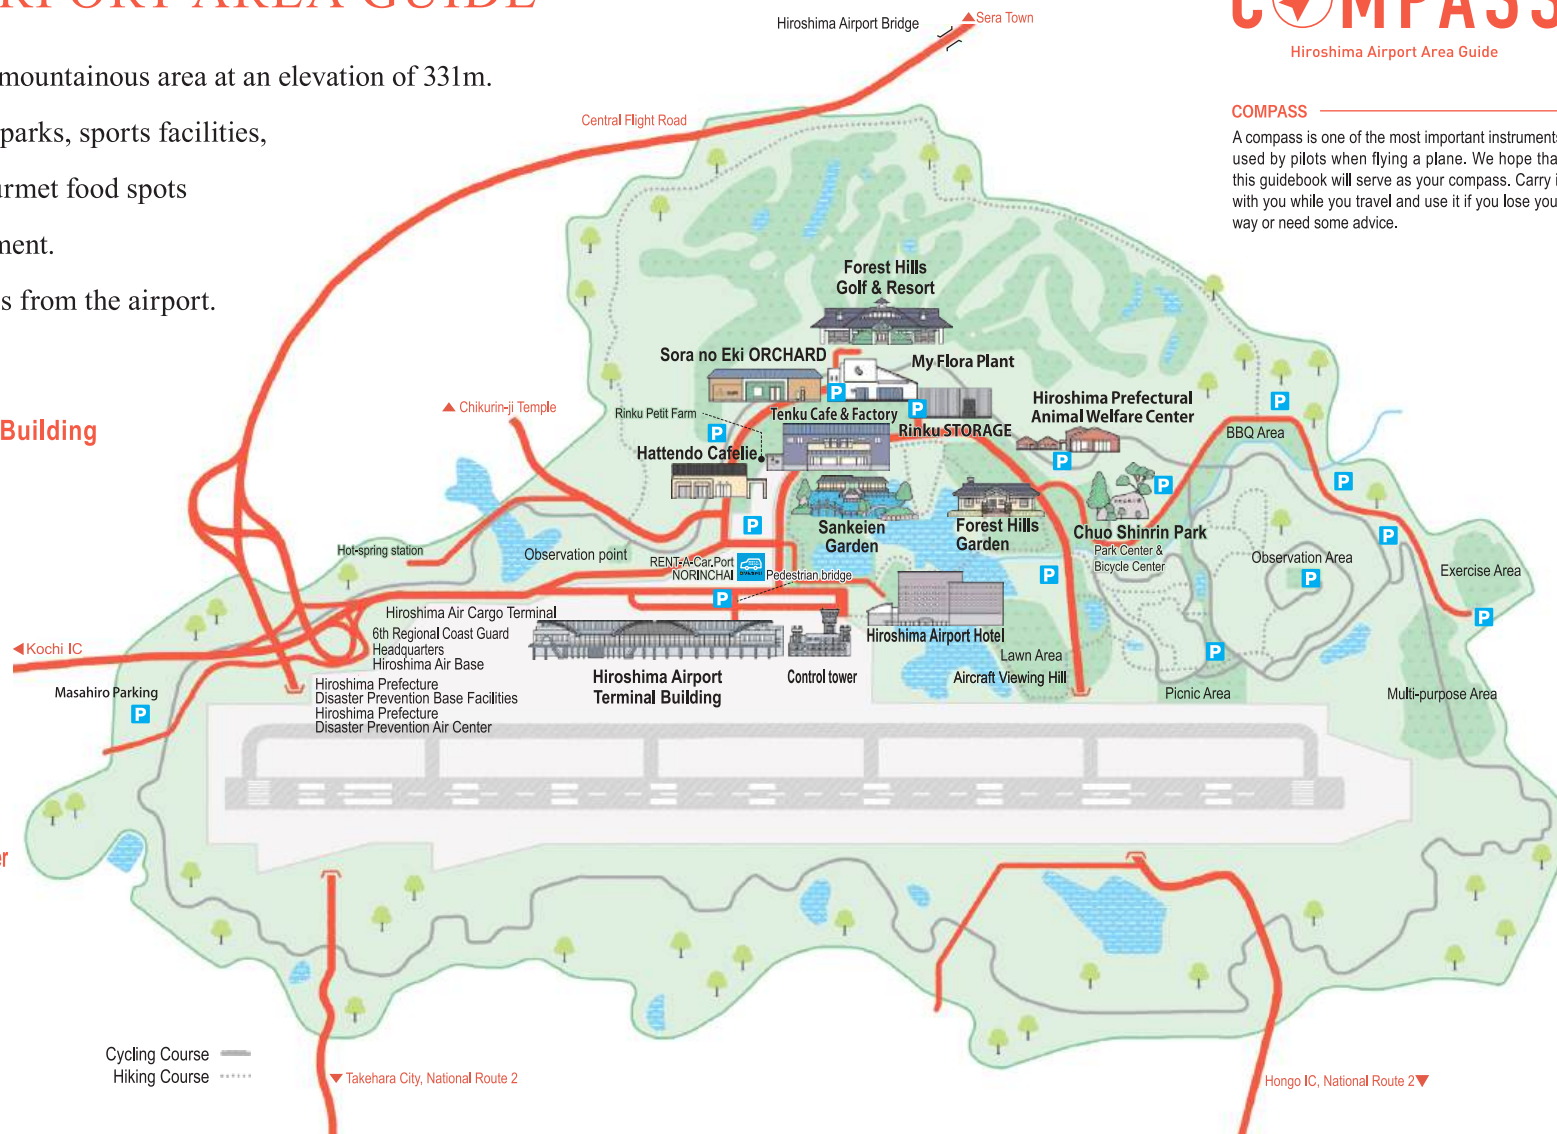 AREA GUIDE
mountainous area at an elevation of 331m.
parks, sports facilities,
food spots
from the airport.
COMPASS
Hiroshima Airport Area Guide
COMPASS
A compass is one of the most important instruments
used by pilots when flying a plane. We hope
this guidebook will serve as your compass. Carry
with you while you travel and use it if you lose
way or need some advice.
Hiroshima Airport Bridge
▲Sera Town
Central Flight Road
Forest Hills
Golf & Resort
Sora no Eki ORCHARD
My Flora Plant
P
▲ Chikurin-ji Temple
Rinku Petit Farm
Tenku Cafe & Factory
P
Rinku STORAGE
Hiroshima Prefectural
Animal Welfare Center
P
BBQ Area
Building
P
Hattendo Cafelie
P
P
P
Sankeien
Garden
Forest Hills
Garden
Chuo Shinrin Park
Park Center &
Bicycle Center
P
P
Hot-spring station
Observation point
RENT-A-Car.Port
NORINCHAI
Pedestrian bridge
P
P
Observation Area
P
Exercise Area
P
Hiroshima Air Cargo Terminal
6th Regional Coast Guard
Headquarters
Hiroshima Air Base
Hiroshima Prefecture
Disaster Prevention Base Facilities
Hiroshima Prefecture
Disaster Prevention Air Center
◀Kochi IC
Masahiro Parking
P
Hiroshima Airport
Terminal Building
Control tower
Hiroshima Airport Hotel
Lawn Area
Aircraft Viewing Hill
P
Picnic Area
Multi-purpose Area
Cycling Course
Hiking Course
▼ Takehara City, National Route 2
Hongo IC, National Route 2▼